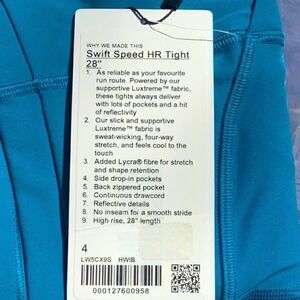 WHY WE MADE THIS
Swift Speed HR Tight
28"
1. As reliable as your favourite
run route. Powered by our
supportive Luxtreme™ fabric,
these tights always deliver
with lots of pockets and a hit
of reflectivity
2. Our slick and supportive
Luxtreme™ fabric is
sweat-wicking, four-way
stretch, and feels cool to the
touch
3. Added Lycra® fibre for stretch
and shape retention
4. Side drop-in pockets
5. Back zippered pocket
6. Continuous drawcord
7. Reflective details
8. No inseam for a smooth stride
9. High rise, 28" length
4
LW5CX9S HWIB
000127600958